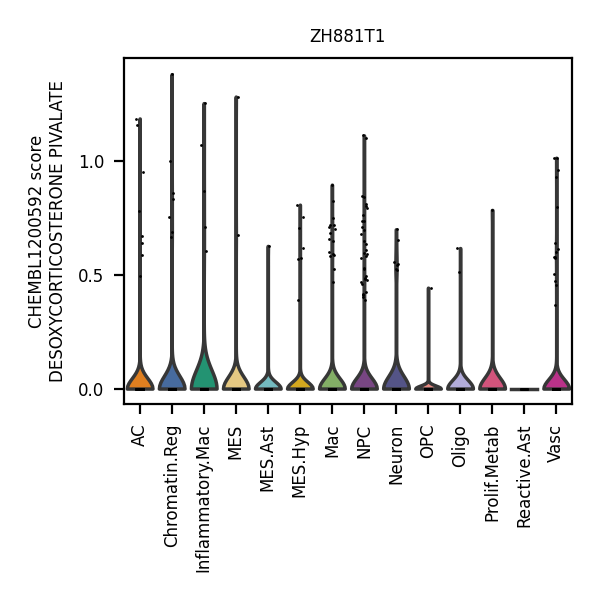 ZH881T1
CHEMBL1200592 score
DESOXYCORTICOSTERONE PIVALATE
1.0
0.5
0.0
AC
Chromatin.Reg
Inflammatory.Mac
MES
MES.Ast
MES.Hyp
Mac
NPC
Neuron
OPC
Oligo
Prolif.Metab
Reactive.Ast
Vasc